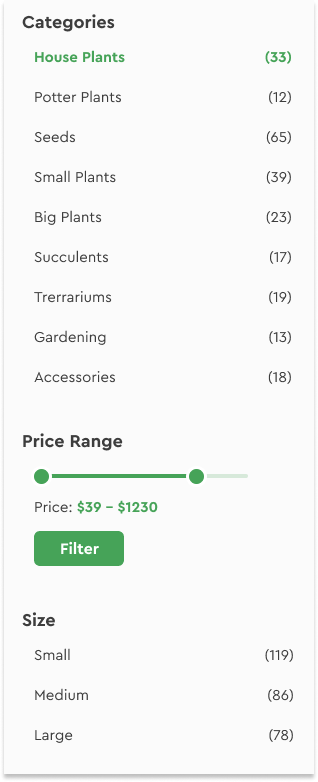 Categories
House Plants (33)
Potter Plants (12)
Seeds (65)
Small Plants (39)
Big Plants (23)
Succulents (17)
Trerrariums (19)
Gardening (13)
Accessories (18)
Price Range
Price: $39 – $1230
Filter
Size
Small (119)
Medium (86)
Large (78)